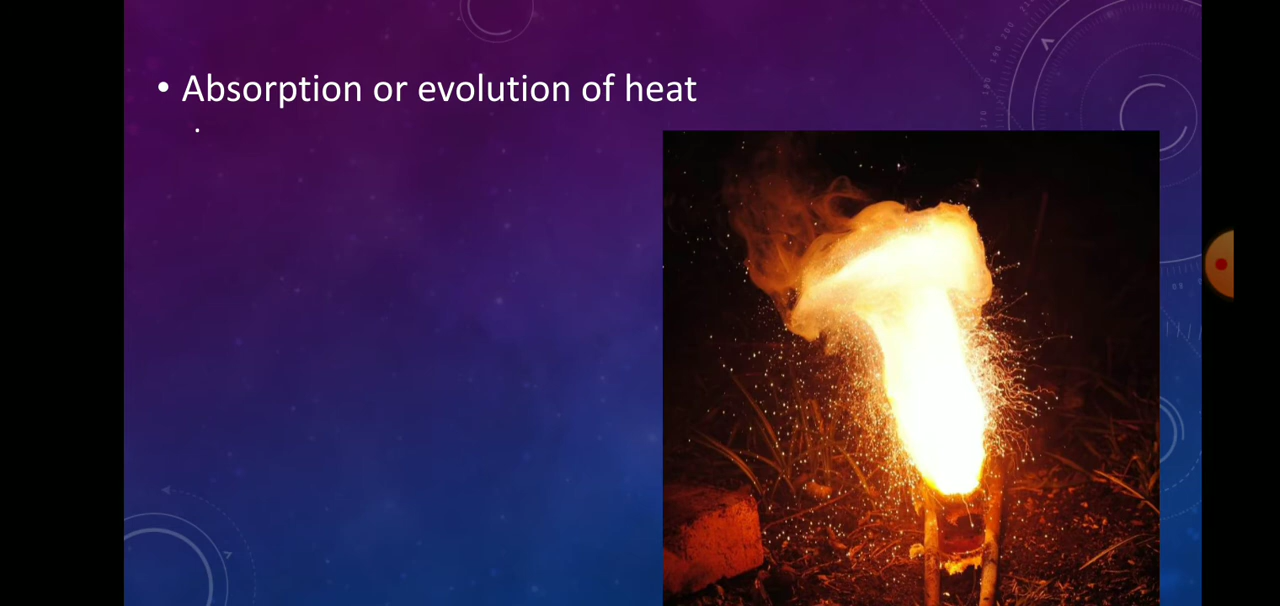 • Absorption or evolution of heat
.